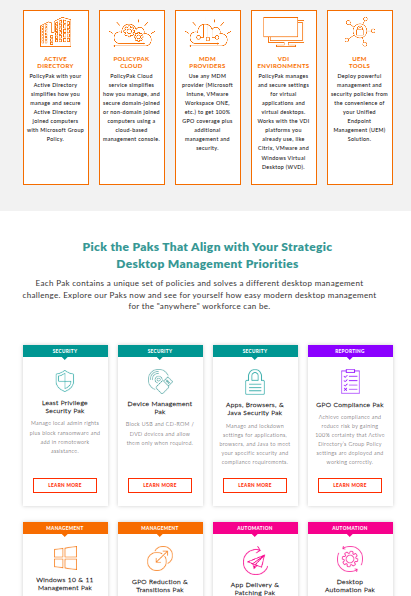 ACTIVE
DIRECTORY
PolicyPak with your
Active Directory
simplifies how you
manage and secure
Active Directory
joined computers
with Microsoft Group
Policy.
POLICYPAK
CLOUD
PolicyPak Cloud
service simplifies
how you manage, and
secure domain-joined
or non-domain joined
computers using a
cloud-based
management console.
MDM
PROVIDERS
Use any MDM
provider (Microsoft
Intune, VMware
Workspace ONE,
etc.) to get 100%
GPO coverage plus
additional
management and
security.
VDI
ENVIRONMENTS
PolicyPak manages
and secure settings
for virtual
applications and
virtual desktops.
Works with the VDI
platforms you
already use, like
Citrix, VMware and
Windows Virtual
Desktop (WVD).
UEM
TOOLS
Deploy powerful
management and
security policies from
the convenience of
your Unified
Endpoint
Management (UEM)
Solution.
Pick the Paks That Align with Your Strategic
Desktop Management Priorities
Each Pak contains a unique set of policies and solves a different desktop management
challenge. Explore our Paks now and see for yourself how easy modern desktop management
for the "anywhere" workforce can be.
SECURITY
Least Privilege
Security Pak
Manage local admin rights
plus block ransomware and
add in remotework
assistance.
LEARN MORE
SECURITY
Device Management
Pak
Block USB and CD-ROM /
DVD devices and allow
them only when required.
LEARN MORE
SECURITY
Apps, Browsers, &
Java Security Pak
Manage and lockdown
settings for applications,
browsers, and Java to meet
your specific security and
compliance requirements.
LEARN MORE
REPORTING
GPO Compliance Pak
Achieve compliance and
reduce risk by gaining
100% certainty that Active
Directory's Group Policy
settings are deployed and
working correctly.
LEARN MORE
MANAGEMENT
Windows 10 & 11
Management Pak
MANAGEMENT
GPO Reduction &
Transitions Pak
AUTOMATION
App Delivery &
Patching Pak
AUTOMATION
Desktop
Automation Pak